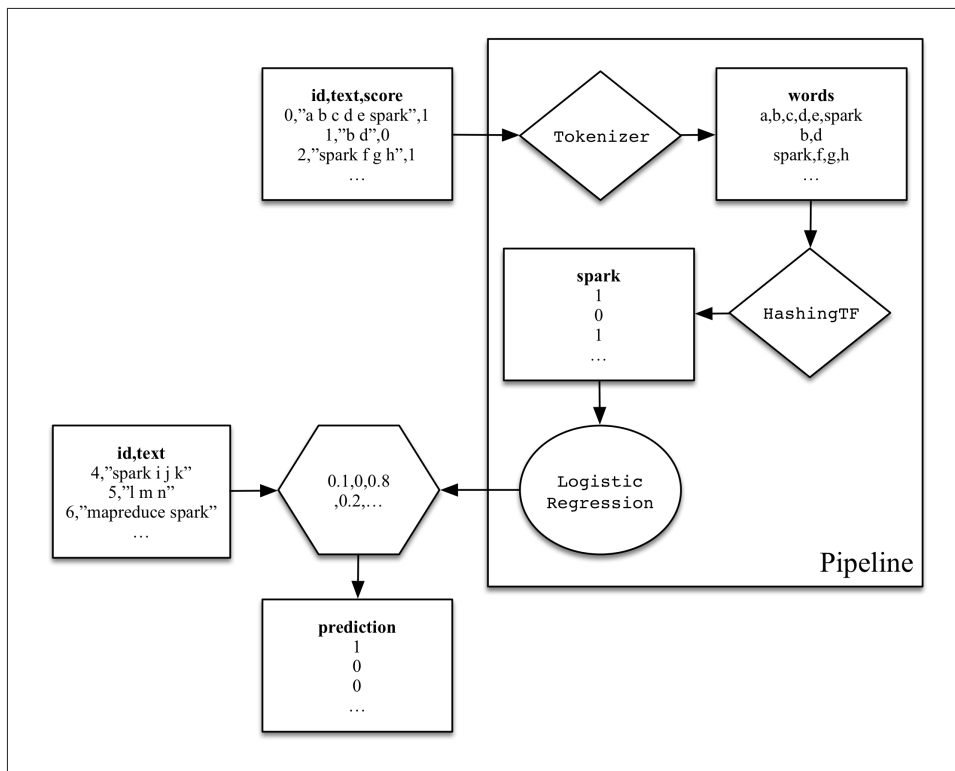 id,text,score
0,”a b c d e spark”,1
1,”b d”,0
2,”spark f g h”,1
…
Tokenizer
words
a,b,c,d,e,spark
b,d
spark,f,g,h
…
HashingTF
spark
1
0
1
…
Logistic
Regression
Pipeline
id,text
4,”spark i j k”
5,”l m n”
6,”mapreduce spark”
…
0.1,0,0.8
,0.2,…
prediction
1
0
0
…